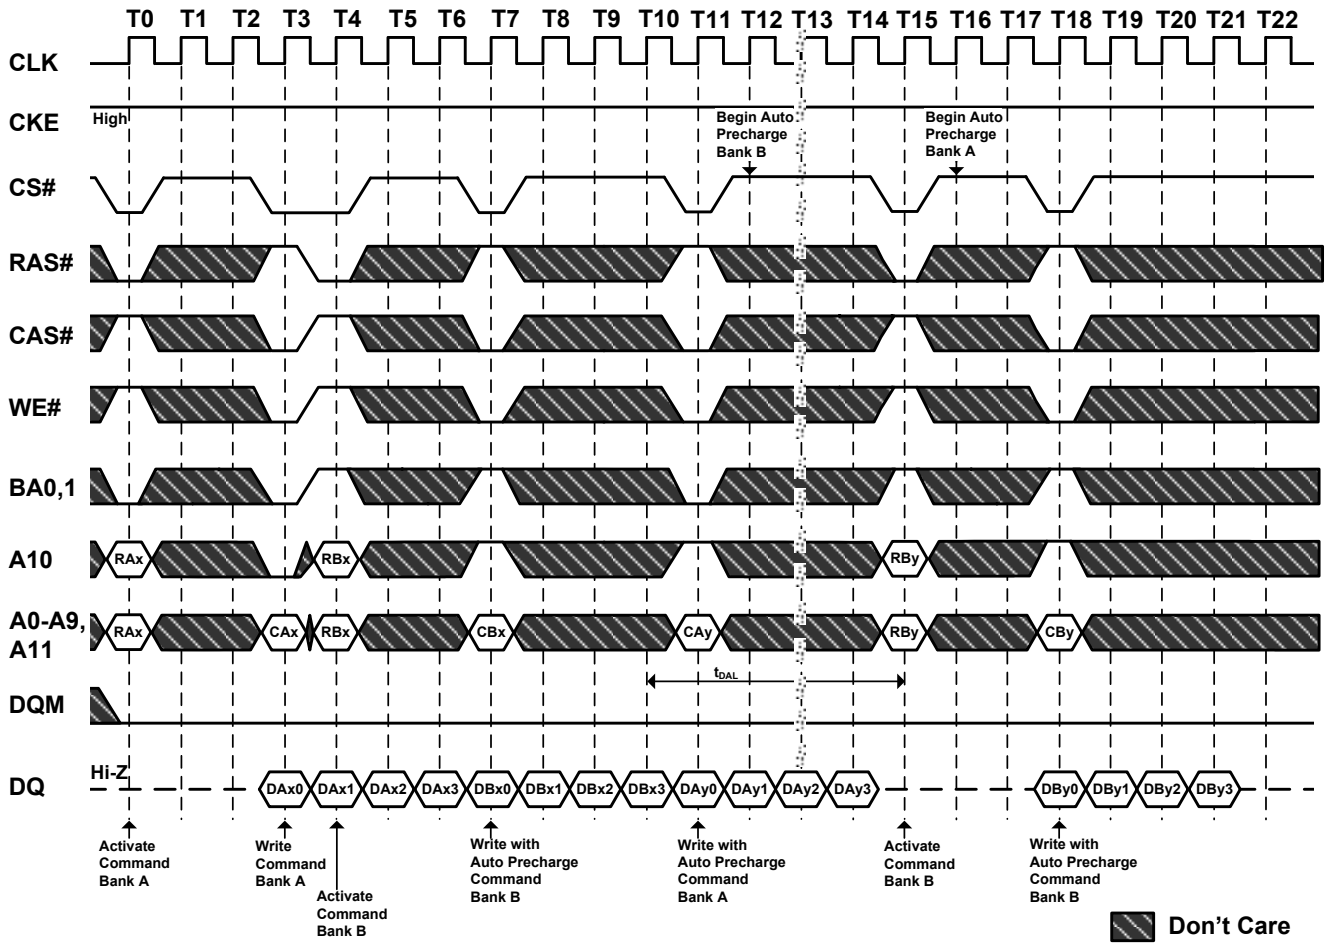 T0 T1 T2 T3 T4 T5 T6 T7 T8 T9 T10 T11 T12 T13 T14 T15 T16 T17 T18 T19 T20 T21 T22
CLK
CKE
High
Begin Auto
Precharge
Bank B
Begin Auto
Precharge
Bank A
CS#
RAS#
CAS#
WE#
BA0,1
A10
RAx RBx RBy
A0-A9,
A11
RAx CAx RBx CBx CAy RBy CBy
tDAL
DQM
Hi-Z
DQ
DAx0 DAx1 DAx2 DAx3 DBx0 DBx1 DBx2 DBx3 DAy0 DAy1 DAy2 DAy3 DBy0 DBy1 DBy2 DBy3
Activate
Command
Bank A
Write
Command
Bank A
Activate
Command
Bank B
Write with
Auto Precharge
Command
Bank B
Write with
Auto Precharge
Command
Bank A
Activate
Command
Bank B
Write with
Auto Precharge
Command
Bank B
Don't Care